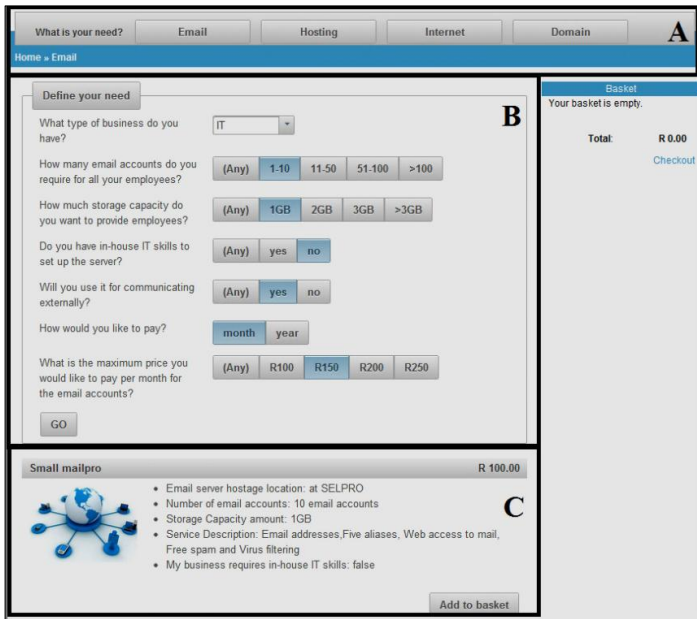 What is your need? Email Hosting Internet Domain A
Home » Email
Define your need B
What type of business do you
have?
IT
How many email accounts do you
require for all your employees?
(Any) 1-10 11-50 51-100 >100
How much storage capacity do
you want to provide employees?
(Any) 1GB 2GB 3GB >3GB
Do you have in-house IT skills to
set up the server?
(Any) yes no
Will you use it for communicating
externally?
(Any) yes no
How would you like to pay?
month year
What is the maximum price you
would like to pay per month for
the email accounts?
(Any) R100 R150 R200 R250
GO
Basket
Your basket is empty.
Total: R 0.00
Checkout
Small mailpro R 100.00
C
• Email server hostage location: at SELPRO
• Number of email accounts: 10 email accounts
• Storage Capacity amount: 1GB
• Service Description: Email addresses,Five aliases, Web access to mail,
Free spam and Virus filtering
• My business requires in-house IT skills: false
Add to basket